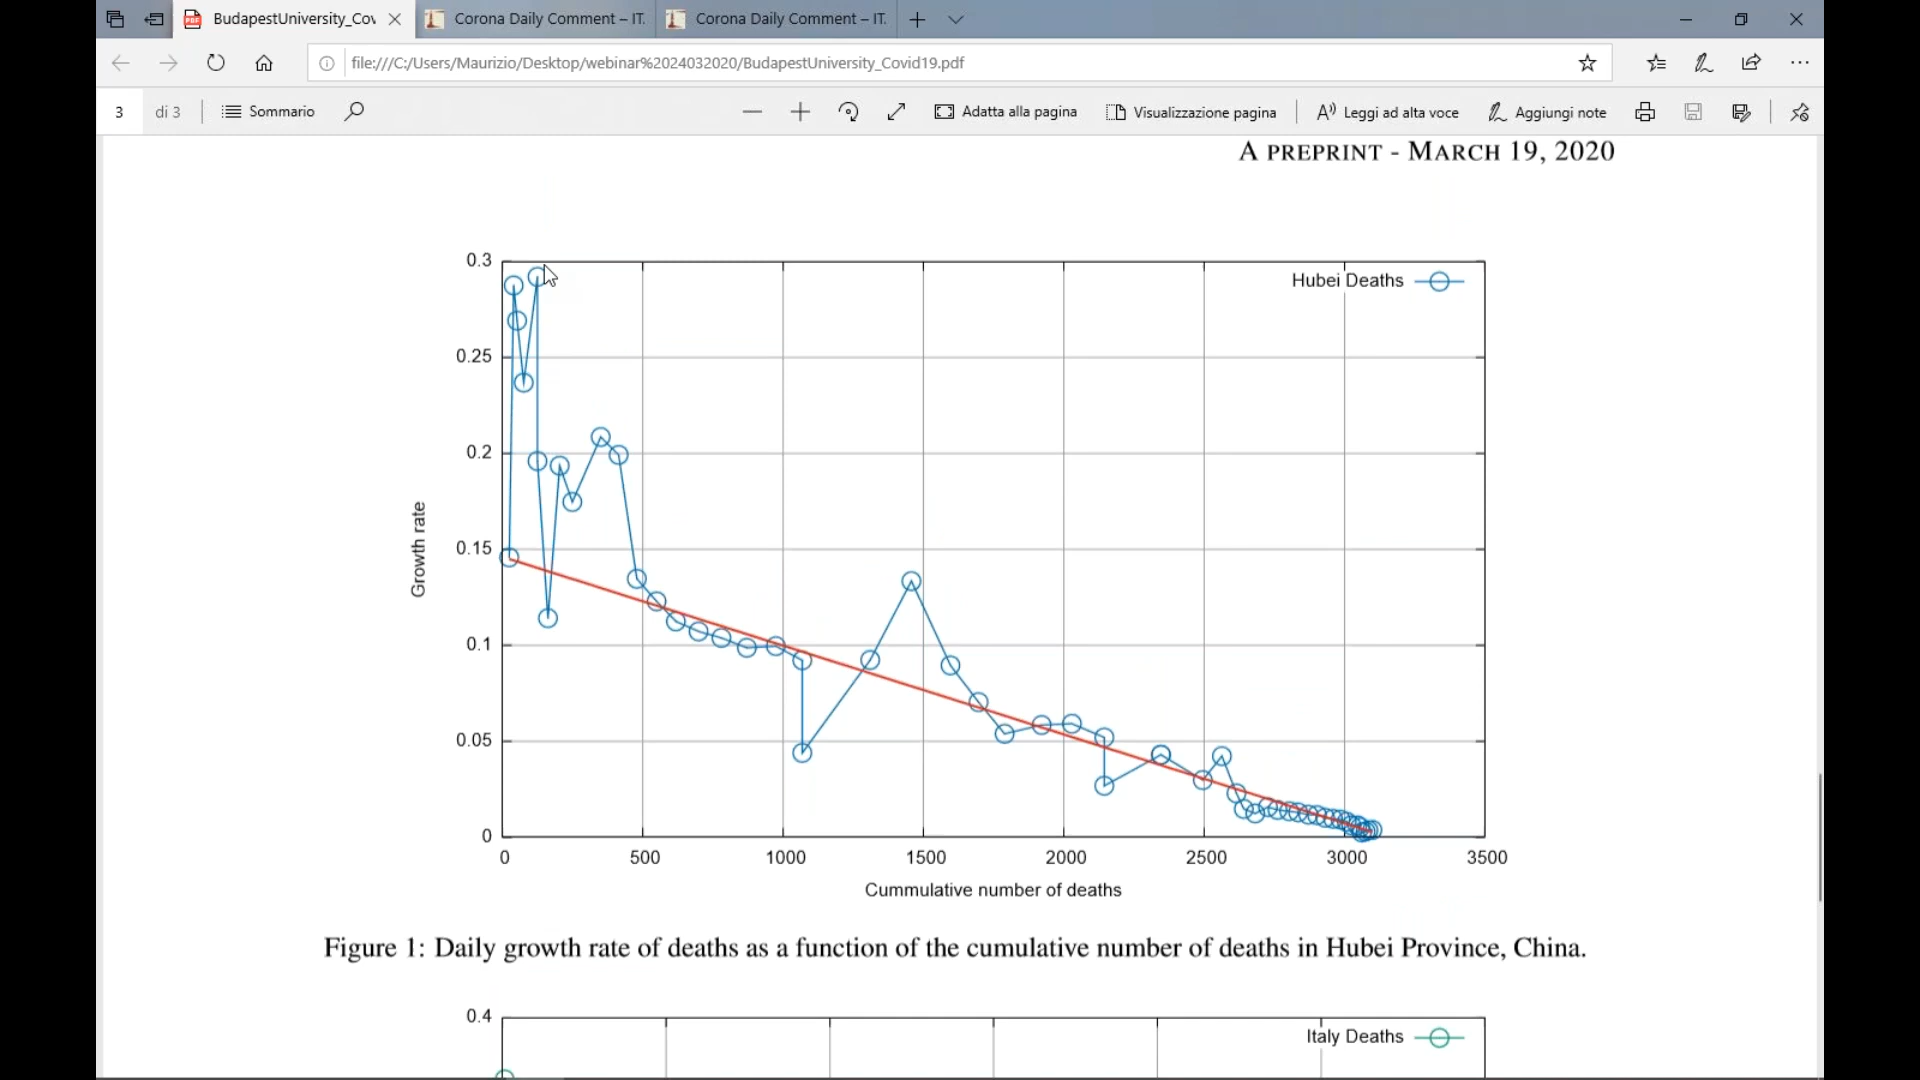 BudapestUniversity_Cov
Corona Daily Comment – IT.
Corona Daily Comment – IT.
file:///C:/Users/Maurizio/Desktop/webinar%2024032020/BudapestUniversity_Covid19.pdf
3 di 3 Sommario Adatta alla pagina Visualizzazione pagina Leggi ad alta voce Aggiungi note
A PREPRINT - MARCH 19, 2020
Hubei Deaths
0.3
0.25
0.2
0.15
0.1
0.05
0
Growth rate
0 500 1000 1500 2000 2500 3000 3500
Cummulative number of deaths
Figure 1: Daily growth rate of deaths as a function of the cumulative number of deaths in Hubei Province, China.
0.4
Italy Deaths